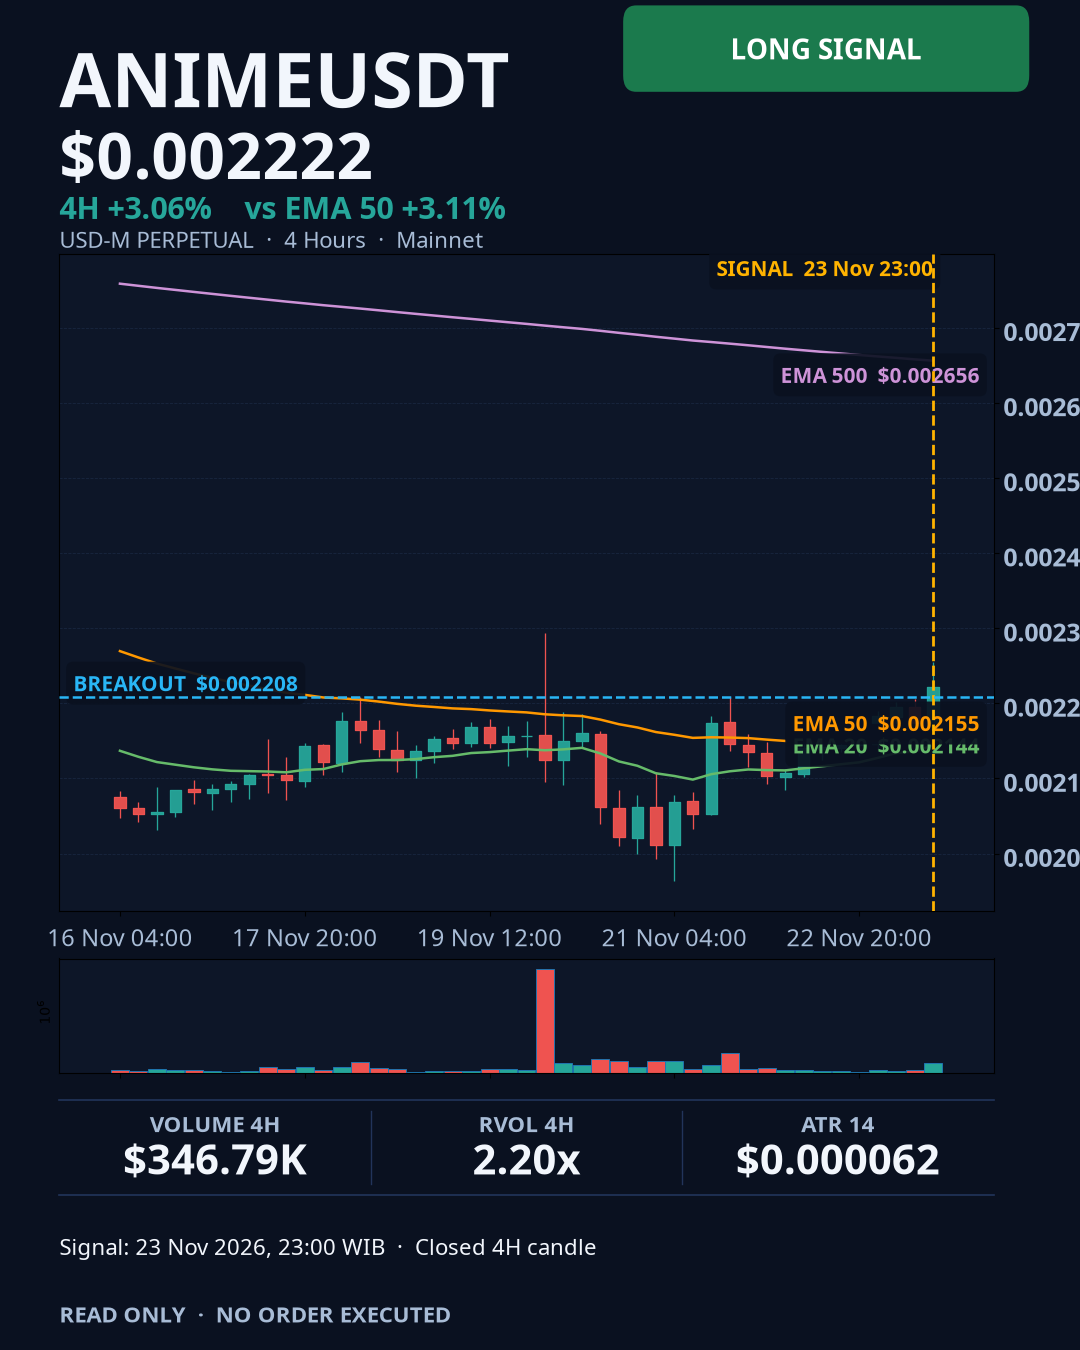 LONG SIGNAL
ANIMEUSDT
$0.002222
4H +3.06% vs EMA 50 +3.11%
USD-M PERPETUAL · 4 Hours · Mainnet
SIGNAL 23 Nov 23:00
0.0027
EMA 500 $0.002656
0.0026
0.0025
0.0024
0.0023
BREAKOUT $0.002208
0.0022
EMA 50 $0.002155
EMA 20 $0.002144
0.0021
0.0020
16 Nov 04:00
17 Nov 20:00
19 Nov 12:00
21 Nov 04:00
22 Nov 20:00
10⁶
VOLUME 4H
$346.79K
RVOL 4H
2.20x
ATR 14
$0.000062
Signal: 23 Nov 2026, 23:00 WIB · Closed 4H candle
READ ONLY · NO ORDER EXECUTED